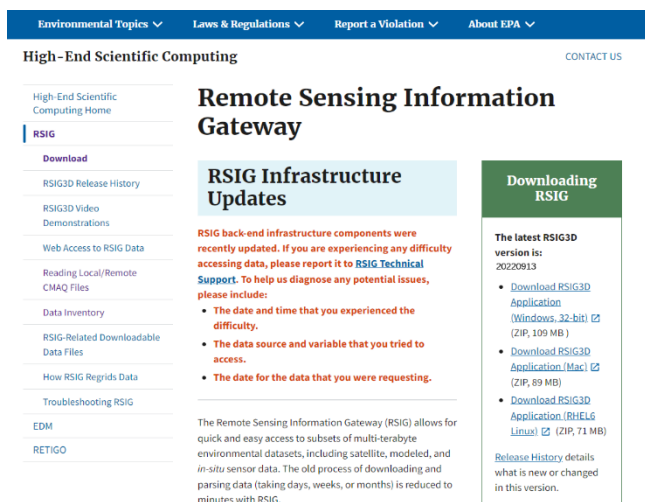 Environmental Topics Laws & Regulations Report a Violation About EPA
High-End Scientific Computing
CONTACT US
High-End Scientific
Computing Home
RSIG
Download
RSIG3D Release History
RSIG3D Video
Demonstrations
Web Access to RSIG Data
Reading Local/Remote
CMAQ Files
Data Inventory
RSIG-Related Downloadable
Data Files
How RSIG Regrids Data
Troubleshooting RSIG
EDM
RETIGO
Remote Sensing Information
Gateway
RSIG Infrastructure
Updates
RSIG back-end infrastructure components were
recently updated. If you are experiencing any difficulty
accessing data, please report it to RSIG Technical
Support. To help us diagnose any potential issues,
please include:
• The date and time that you experienced the
difficulty.
• The data source and variable that you tried to
access.
• The date for the data that you were requesting.
The Remote Sensing Information Gateway (RSIG) allows for
quick and easy access to subsets of multi-terabyte
environmental datasets, including satellite, modeled, and
in-situ sensor data. The old process of downloading and
parsing data (taking days, weeks, or months) is reduced to
minutes with RSIG.
Downloading
RSIG
The latest RSIG3D
version is:
20220913
• Download RSIG3D
Application
(Windows, 32-bit)
(ZIP, 109 MB )
• Download RSIG3D
Application (Mac)
(ZIP, 89 MB)
• Download RSIG3D
Application (RHEL6
Linux) (ZIP, 71 MB)
Release History details
what is new or changed
in this version.